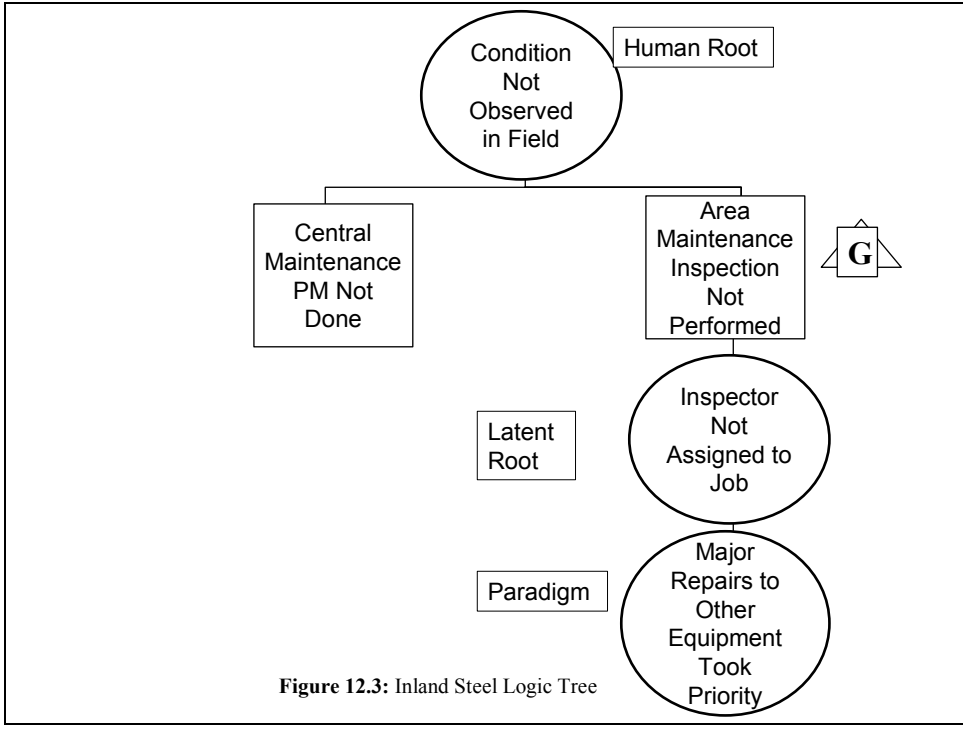 Condition
Not
Observed
in Field
Human Root
Central
Maintenance
PM Not
Done
Area
Maintenance
Inspection
Not
Performed
G
Latent
Root
Inspector
Not
Assigned to
Job
Paradigm
Major
Repairs to
Other
Equipment
Took
Priority
Figure 12.3: Inland Steel Logic Tree